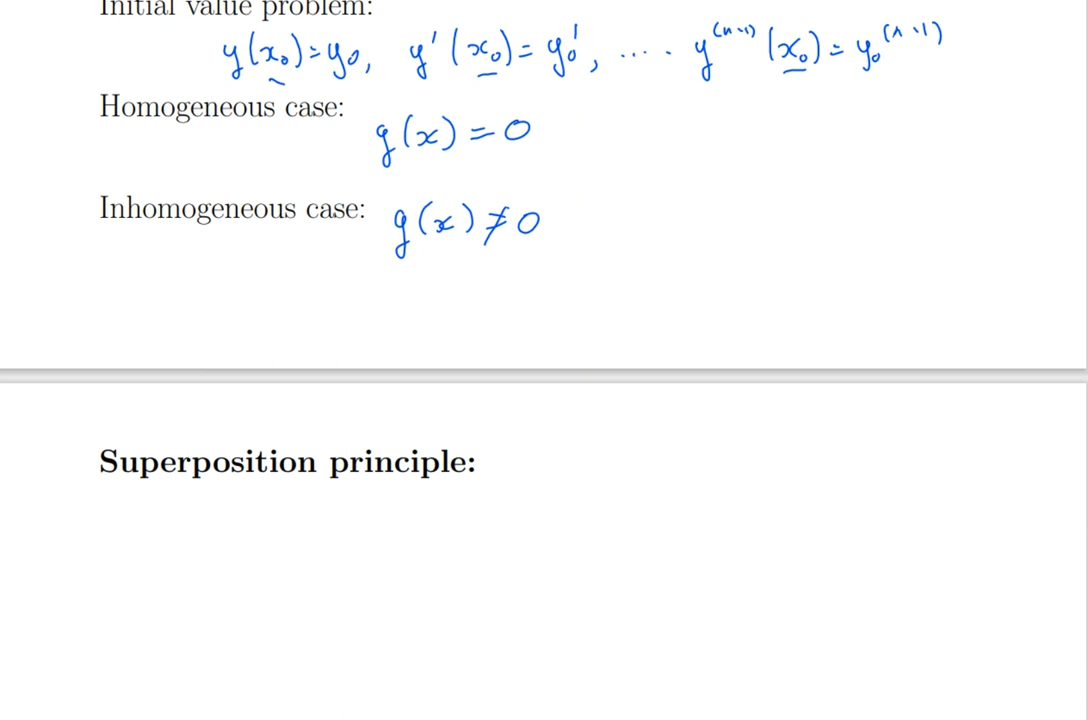 Initial value problem:
y(x₀) = y₀, y'(x₀) = y₀', .... y⁽ⁿ⁻¹⁾(x₀) = y₀⁽ⁿ⁻¹⁾
Homogeneous case:
g(x) = 0
Inhomogeneous case: g(x) ≠ 0
Superposition principle: